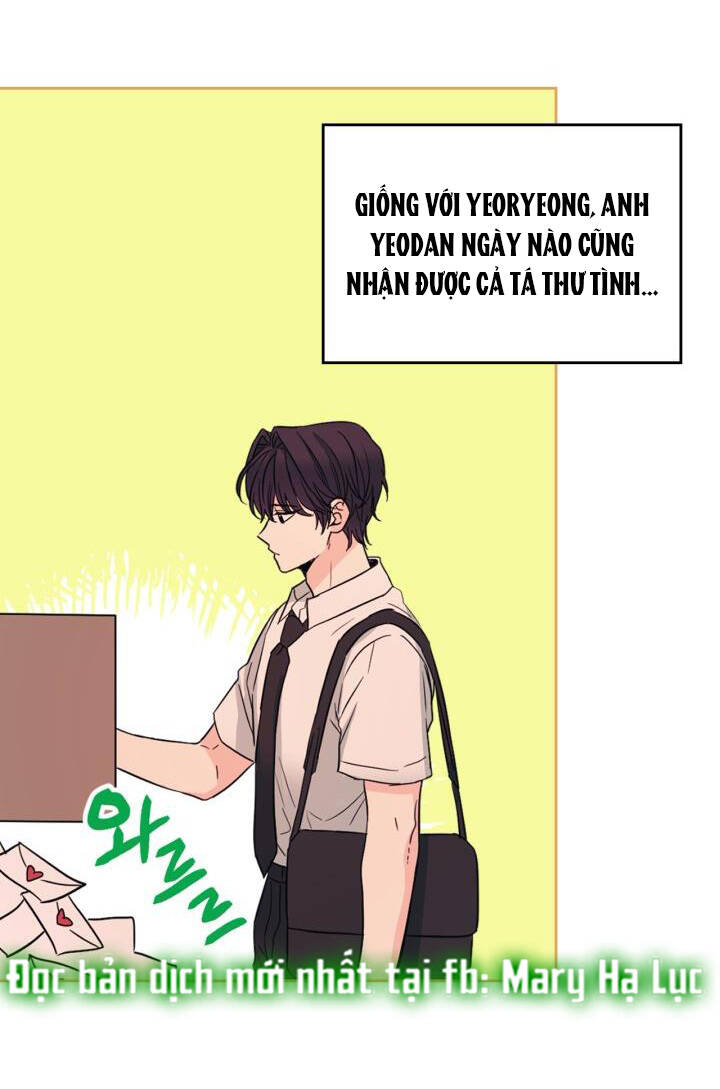 GIỐNG VỚI YEORYEONG, ANH
YEODAN NGÀY NÀO CŨNG
NHẬN ĐƯỢC CẢ TÁ THƯ TÌNH...
와르르
Đọc bản dịch mới nhất tại fb: Mary Hạ Lục